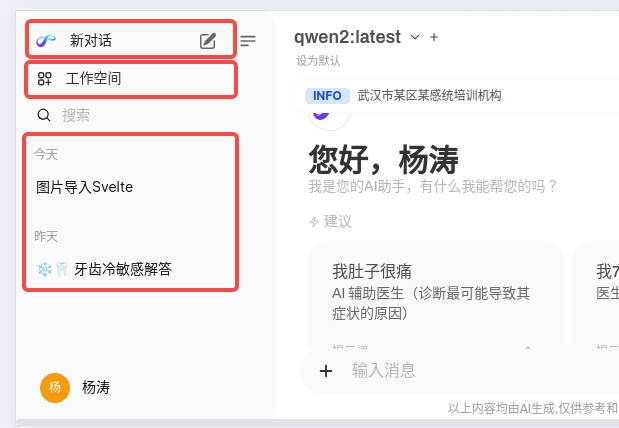 新对话
工作空间
搜索
今天
图片导入Svelte
昨天
❄️🦷 牙齿冷敏感解答
杨
杨涛
qwen2:latest
设为默认
INFO 武汉市某区某感统培训机构
您好，杨涛
我是您的AI助手，有什么我能帮您的吗？
建议
我肚子很痛
AI 辅助医生（诊断最可能导致其
症状的原因）
我7
医生
输入消息
以上内容均由AI生成,仅供参考和